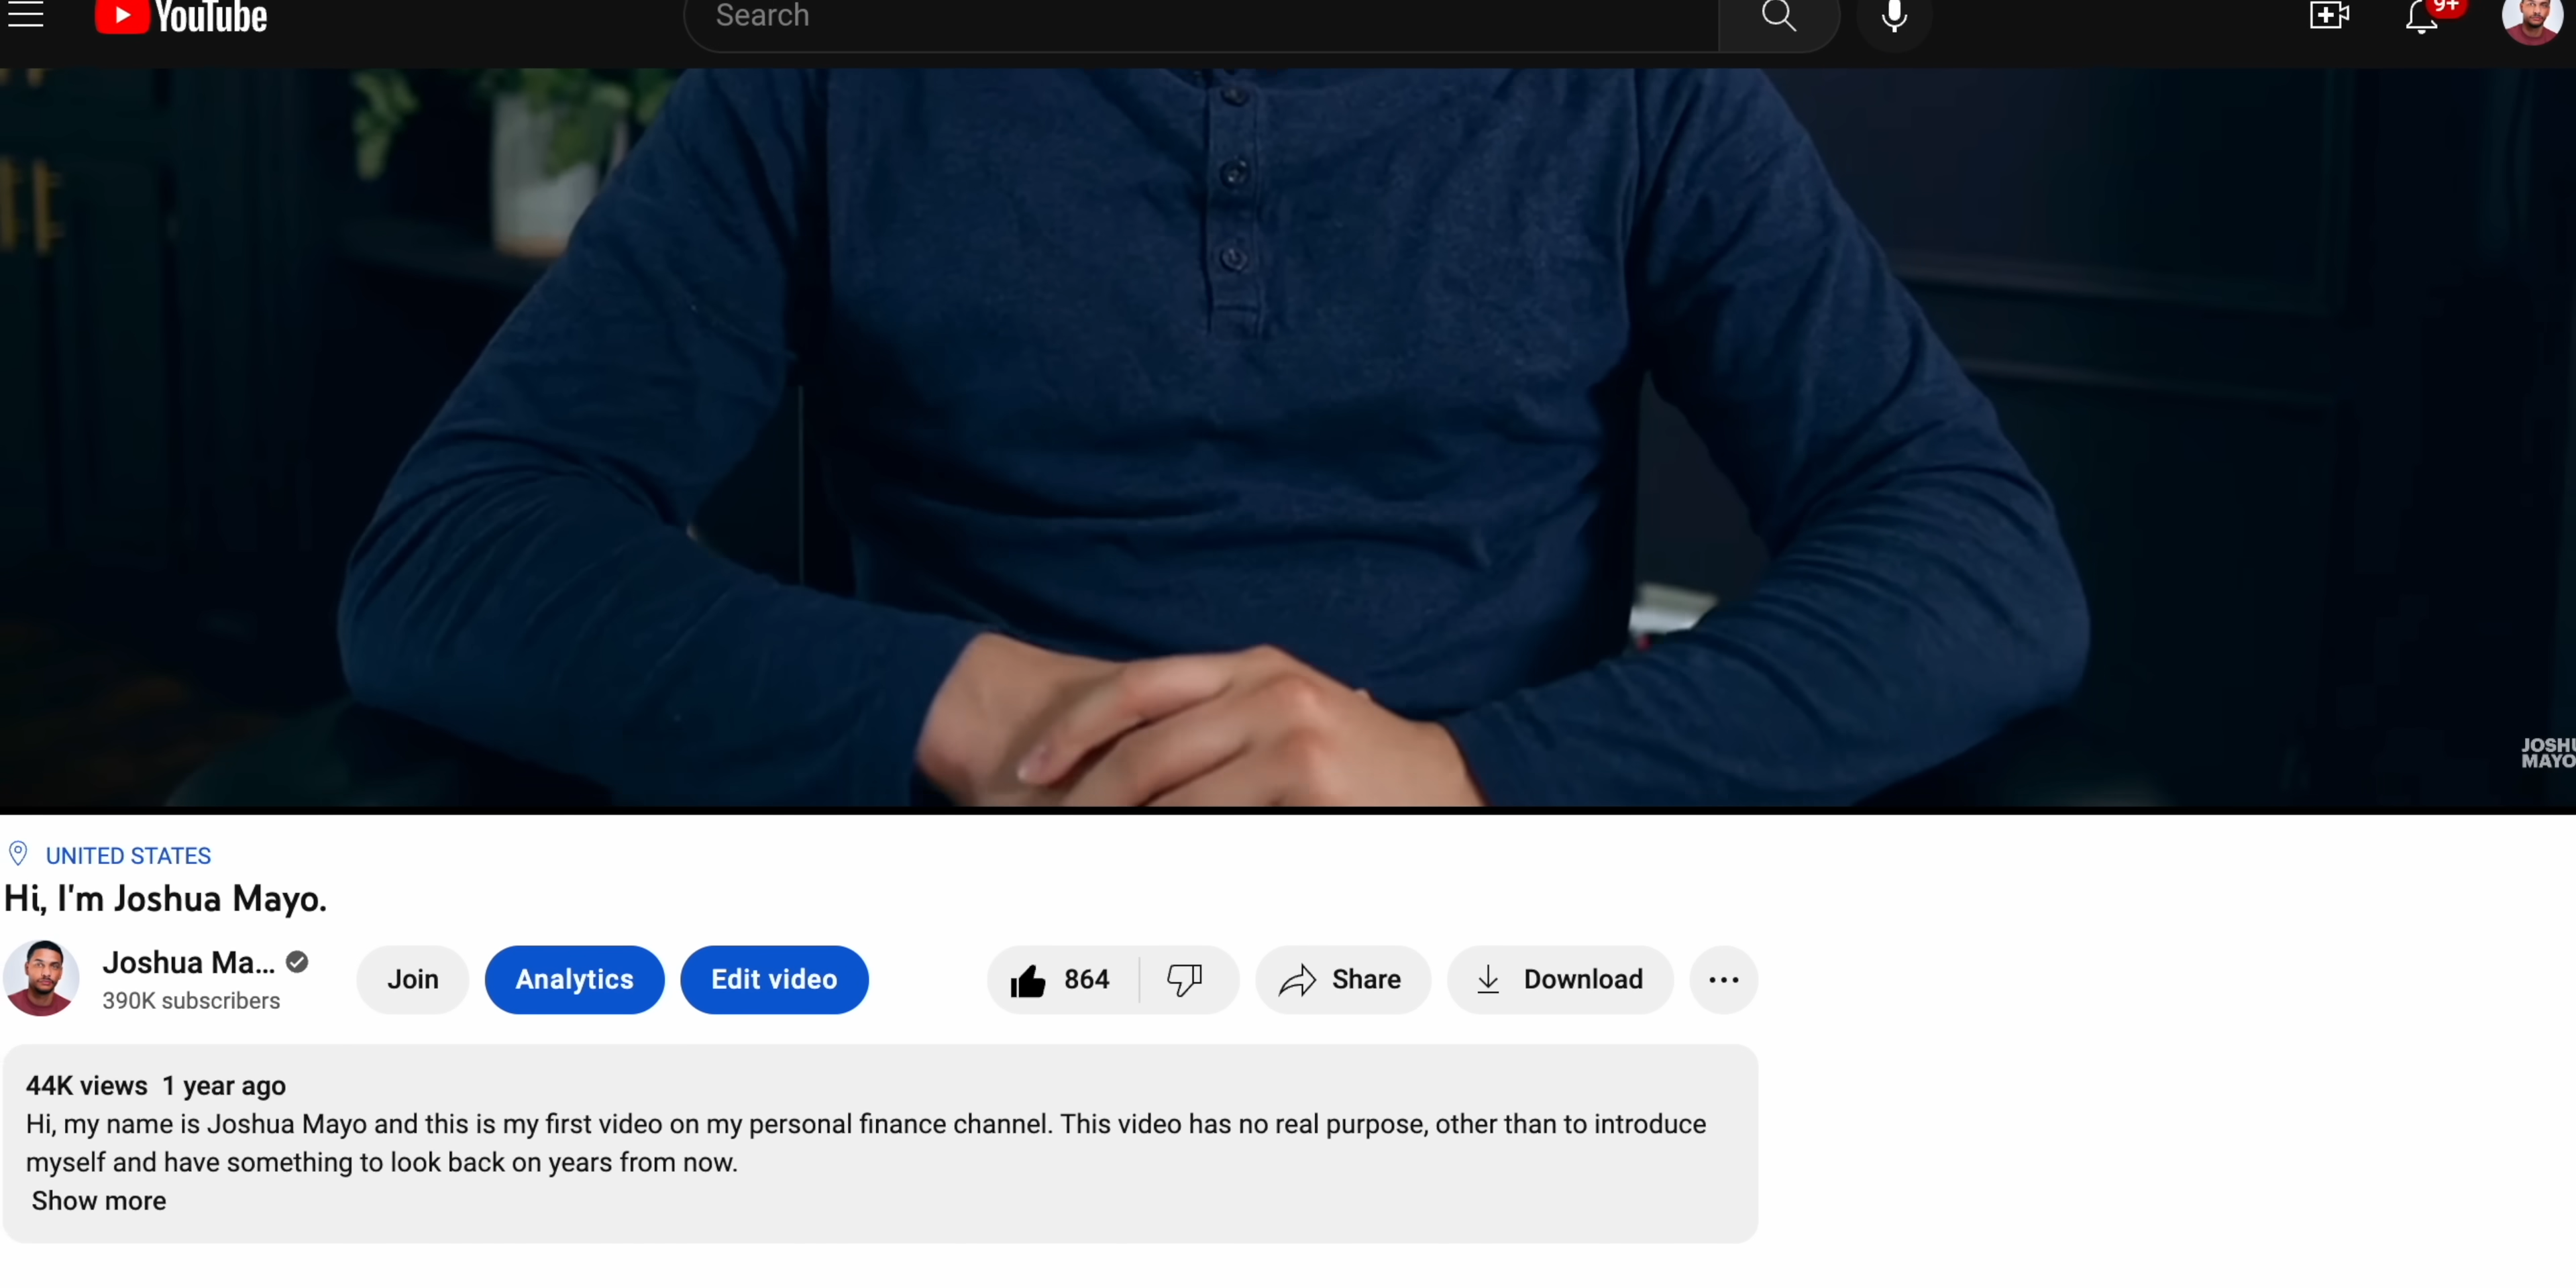 YouTube
Search
9+
JOSHU
MAYO
UNITED STATES
Hi, I'm Joshua Mayo.
Joshua Ma...
390K subscribers
Join
Analytics
Edit video
864
Share
Download
44K views 1 year ago
Hi, my name is Joshua Mayo and this is my first video on my personal finance channel. This video has no real purpose, other than to introduce
myself and have something to look back on years from now.
Show more